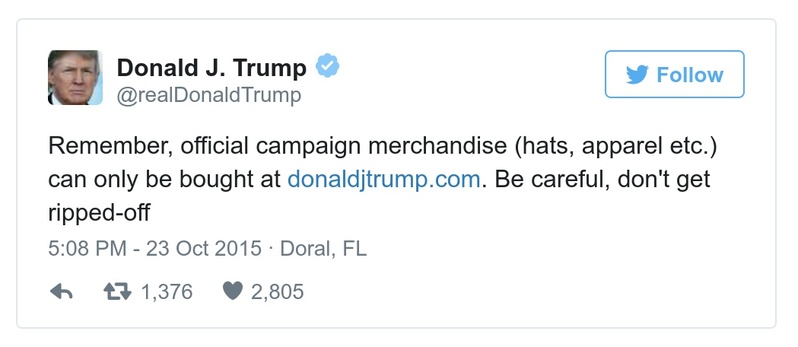 Donald J. Trump
@realDonaldTrump
Follow
Remember, official campaign merchandise (hats, apparel etc.)
can only be bought at donaldjtrump.com. Be careful, don't get
ripped-off
5:08 PM - 23 Oct 2015 · Doral, FL
1,376 2,805